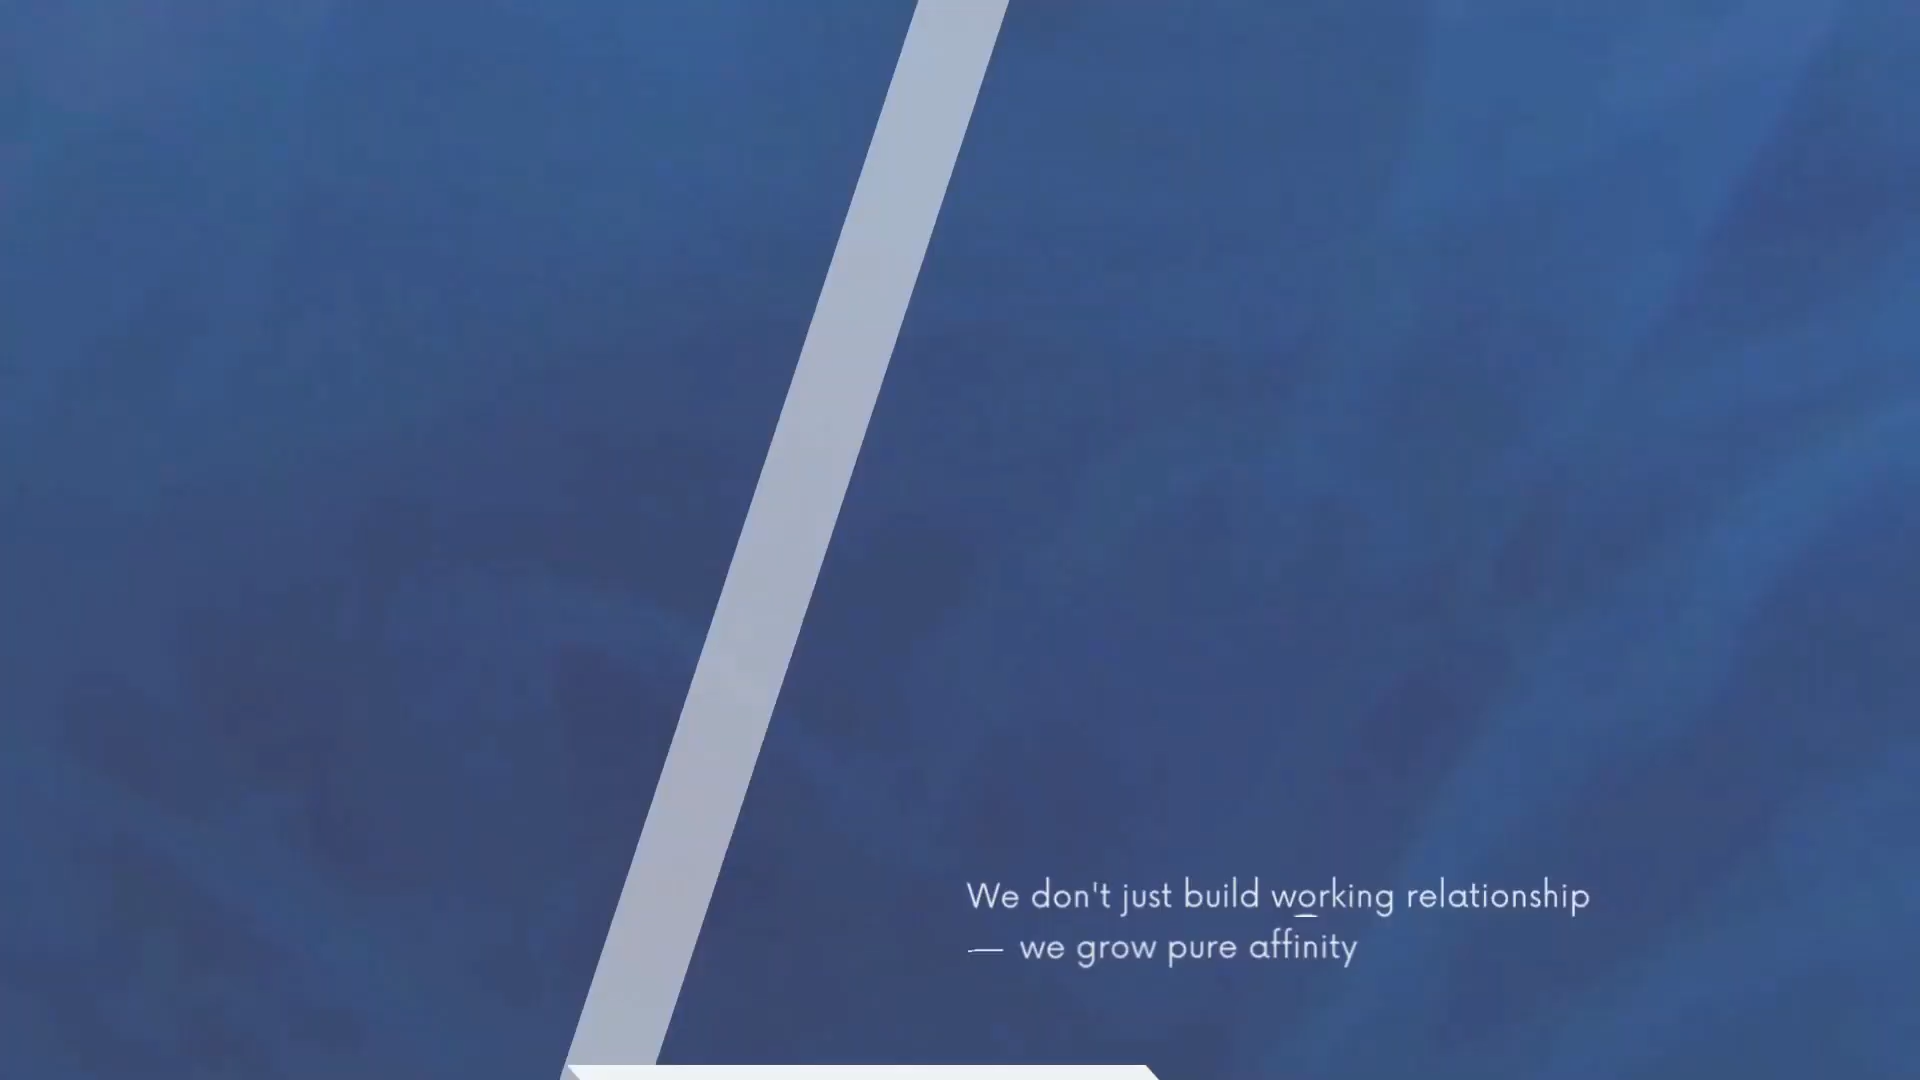 We don't just build working relationship
— we grow pure affinity